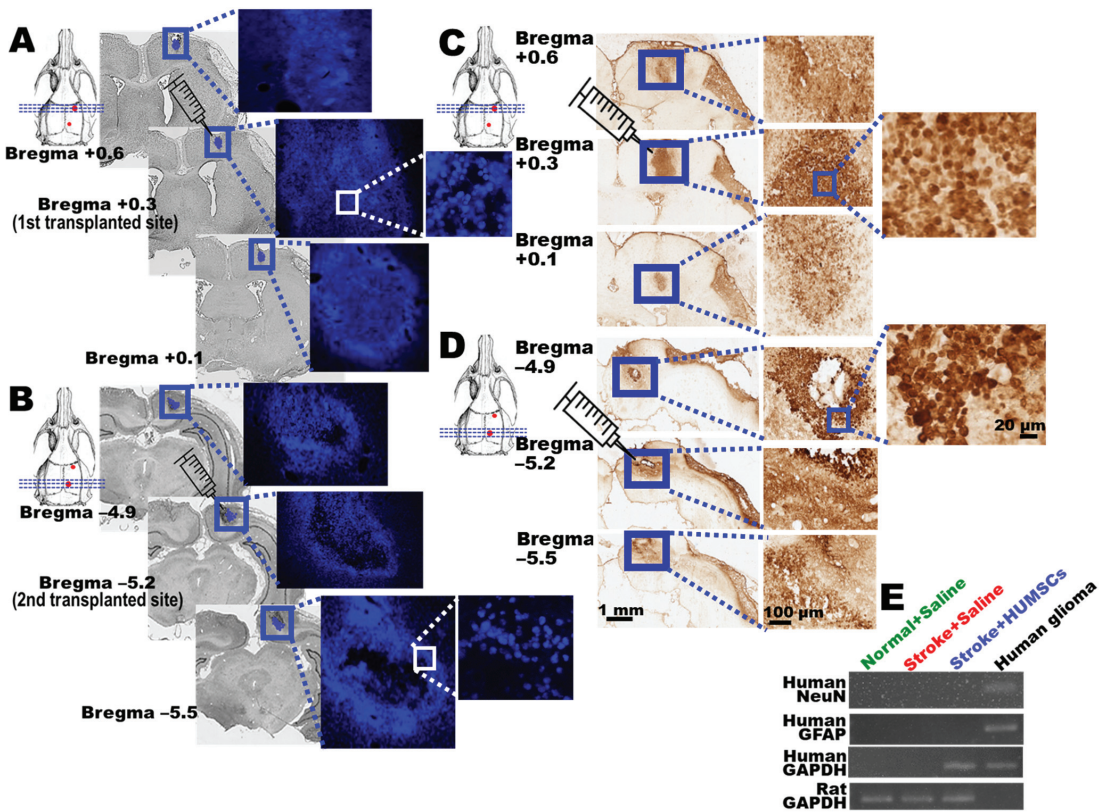 A
Bregma +0.6
Bregma +0.3
(1st transplanted site)
Bregma +0.1
B
Bregma –4.9
Bregma –5.2
(2nd transplanted site)
Bregma –5.5
C
Bregma
+0.6
Bregma
+0.3
Bregma
+0.1
D
Bregma
–4.9
Bregma
–5.2
Bregma
–5.5
20 μm
1 mm
100 μm
E
Normal+Saline
Stroke+Saline
Stroke+HUMSCs
Human glioma
Human
NeuN
Human
GFAP
Human
GAPDH
Rat
GAPDH